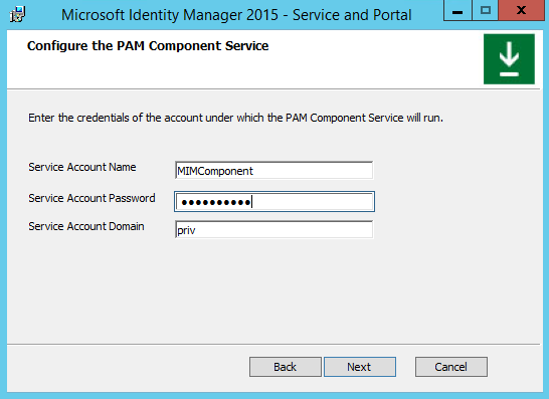 Microsoft Identity Manager 2015 - Service and Portal
Configure the PAM Component Service
Enter the credentials of the account under which the PAM Component Service will run.
Service Account Name MIMComponent
Service Account Password ●●●●●●●●●●
Service Account Domain priv
Back Next Cancel